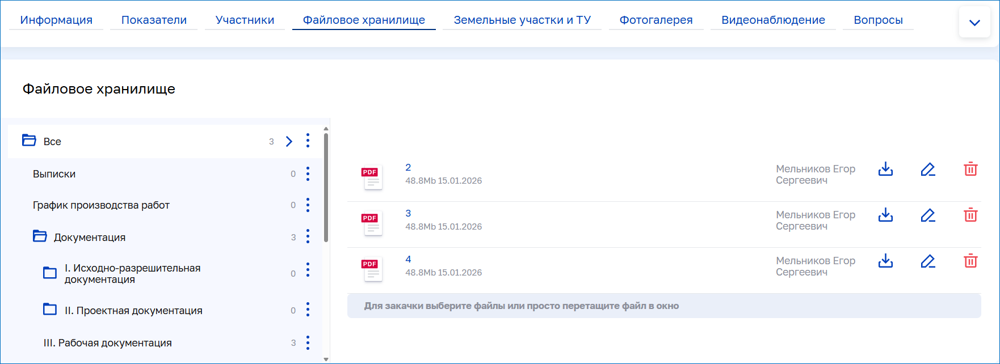 Информация Показатели Участники Файловое хранилище Земельные участки и ТУ Фотогалерея Видеонаблюдение Вопросы
Файловое хранилище
Все 3
Выписки 0
График производства работ 0
Документация 3
I. Исходно-разрешительная
документация 0
II. Проектная документация 0
III. Рабочая документация 3
PDF 2
48.8Mb 15.01.2026
Мельников Егор
Сергеевич
PDF 3
48.8Mb 15.01.2026
Мельников Егор
Сергеевич
PDF 4
48.8Mb 15.01.2026
Мельников Егор
Сергеевич
Для закачки выберите файлы или просто перетащите файл в окно